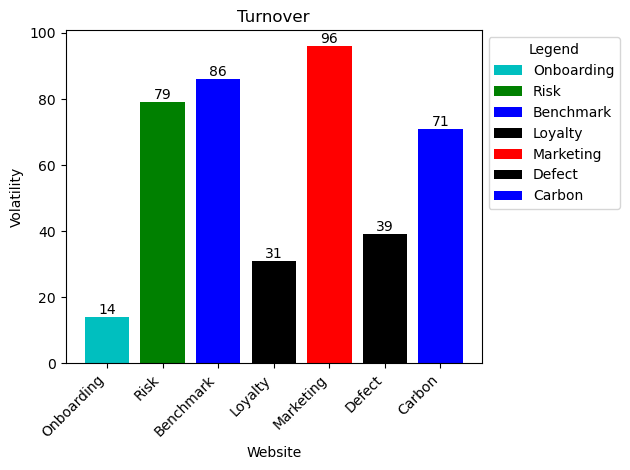 Turnover
Volatility
100
80
60
40
20
0
14
79
86
31
96
39
71
Onboarding
Risk
Benchmark
Loyalty
Marketing
Defect
Carbon
Website
Legend
Onboarding
Risk
Benchmark
Loyalty
Marketing
Defect
Carbon